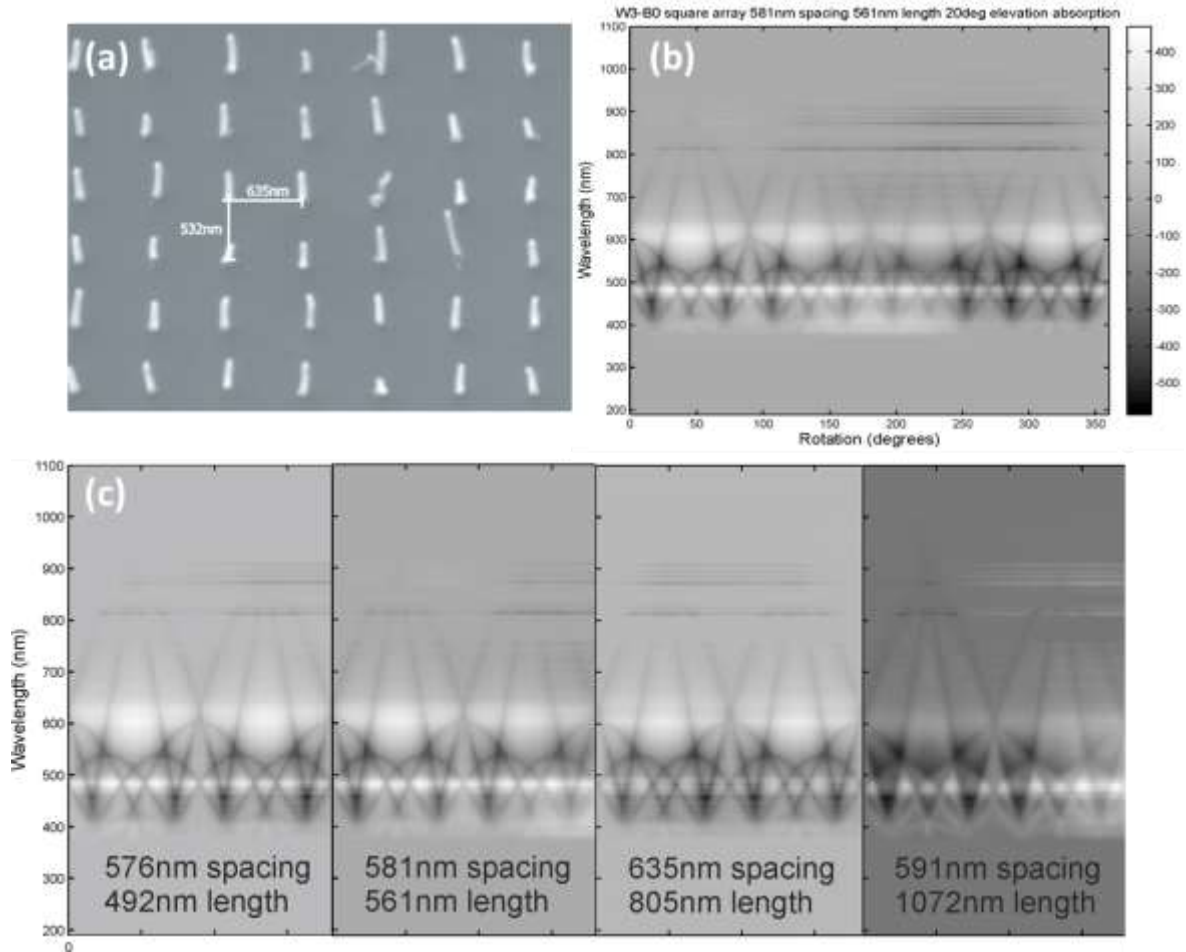 (a)
635nm
532nm
W3-B0 square array 581nm spacing 561nm length 20deg elevation absorption
(b)
1100
1000
900
800
700
600
500
400
300
200
Wavelength (nm)
0 50 100 150 200 250 300 350
Rotation (degrees)
400
300
200
100
0
-100
-200
-300
-400
-500
(c)
1100
1000
900
800
700
600
500
400
300
200
Wavelength (nm)
0
576nm spacing
492nm length
581nm spacing
561nm length
635nm spacing
805nm length
591nm spacing
1072nm length